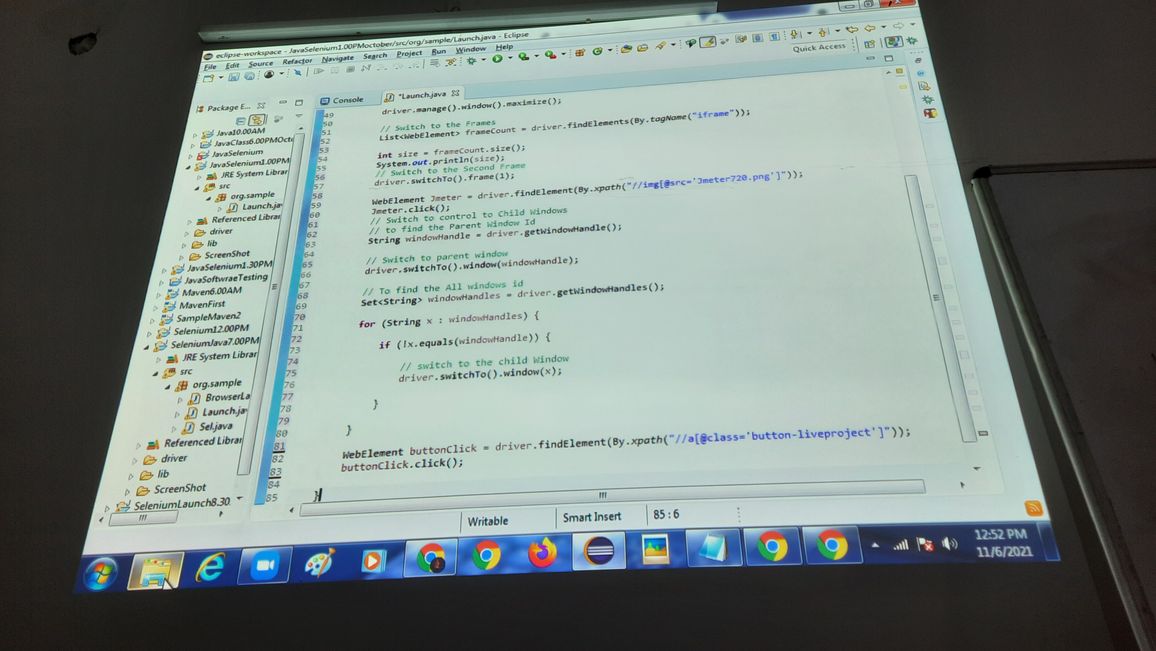 eclipse-workspace - JavaSelenium1.00PMoctober/src/org/sample/Launch.java - Eclipse
File Edit Source Refactor Navigate Search Project Run Window Help
Quick Access
Package E...
Console
*Launch.java
Java10.00AM
JavaClass6.00PMOct
JavaSelenium
JavaSelenium1.00PM
JRE System Librar
src
org.sample
Launch.ja
Referenced Librar
driver
lib
ScreenShot
JavaSelenium1.30PM
JavaSoftwraeTesting
Maven6.00AM
MavenFirst
SampleMaven2
Selenium12.00PM
SeleniumJava7.00PM
JRE System Librar
src
org.sample
BrowserLa
Launch.jav
Sel.java
Referenced Librar
driver
lib
ScreenShot
SeleniumLaunch8.30
49
50
51
52
53
54
55
56
57
58
59
60
61
62
63
64
65
66
67
68
69
70
71
72
73
74
75
76
77
78
79
80
81
82
83
84
85
driver.manage().window().maximize();
// Switch to the Frames
List<WebElement> frameCount = driver.findElements(By.tagName("iframe"));
int size = frameCount.size();
System.out.println(size);
// Switch to the Second Frame
driver.switchTo().frame(1);
WebElement Jmeter = driver.findElement(By.xpath("//img[@src='Jmeter720.png']"));
Jmeter.click();
// Switch to control to Child Windows
// to find the Parent Window Id
String windowHandle = driver.getWindowHandle();
// Switch to parent window
driver.switchTo().window(windowHandle);
// To find the All windows id
Set<String> windowHandles = driver.getWindowHandles();
for (String x : windowHandles) {
if (!x.equals(windowHandle)) {
// switch to the child Window
driver.switchTo().window(x);
}
}
WebElement buttonClick = driver.findElement(By.xpath("//a[@class='button-liveproject']"));
buttonClick.click();
}
Writable
Smart Insert
85 : 6
12:52 PM
11/6/2021